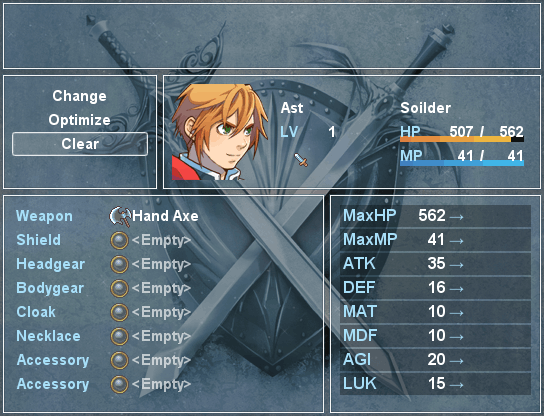 Change
Optimize
Clear
Ast
Soilder
LV 1
HP 507 / 562
MP 41 / 41
Weapon Hand Axe
Shield <Empty>
Headgear <Empty>
Bodygear <Empty>
Cloak <Empty>
Necklace <Empty>
Accessory <Empty>
Accessory <Empty>
MaxHP 562 →
MaxMP 41 →
ATK 35 →
DEF 16 →
MAT 10 →
MDF 10 →
AGI 20 →
LUK 15 →